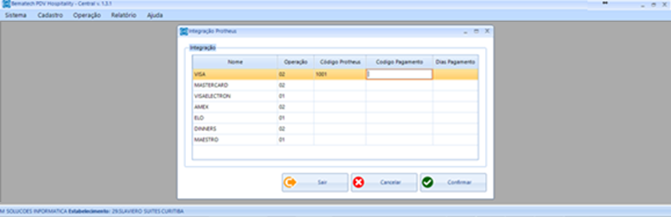 Bematech PDV Hospitality - Central v. 1.3.1
Sistema Cadastro Operação Relatório Ajuda
Integração Protheus
Integração
Nome Operação Código Protheus Codigo Pagamento Dias Pagamento
VISA 02 1001
MASTERCARD 02
VISAELECTRON 01
AMEX 02
ELO 01
DINNERS 02
MAESTRO 01
Sair Cancelar Confirmar
M SOLUCOES INFORMATICA Estabelecimento: SLAVIERO SUITES CURITIBA